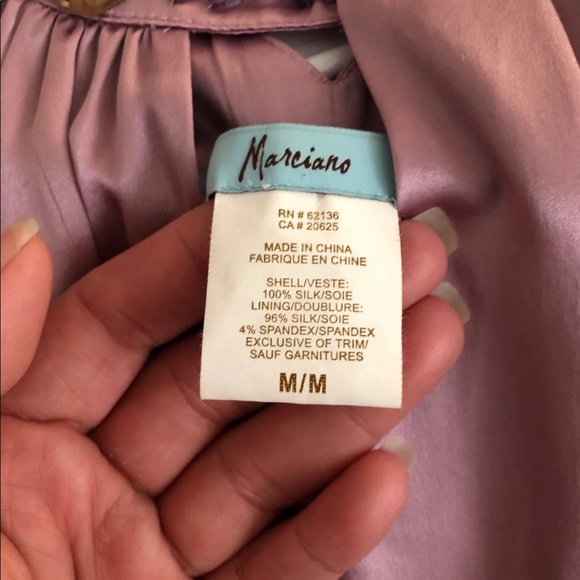 Marciano
RN # 62136
CA # 20625
MADE IN CHINA
FABRIQUE EN CHINE
SHELL/VESTE:
100% SILK/SOIE
LINING/DOUBLURE:
96% SILK/SOIE
4% SPANDEX/SPANDEX
EXCLUSIVE OF TRIM/
SAUF GARNITURES
M/M